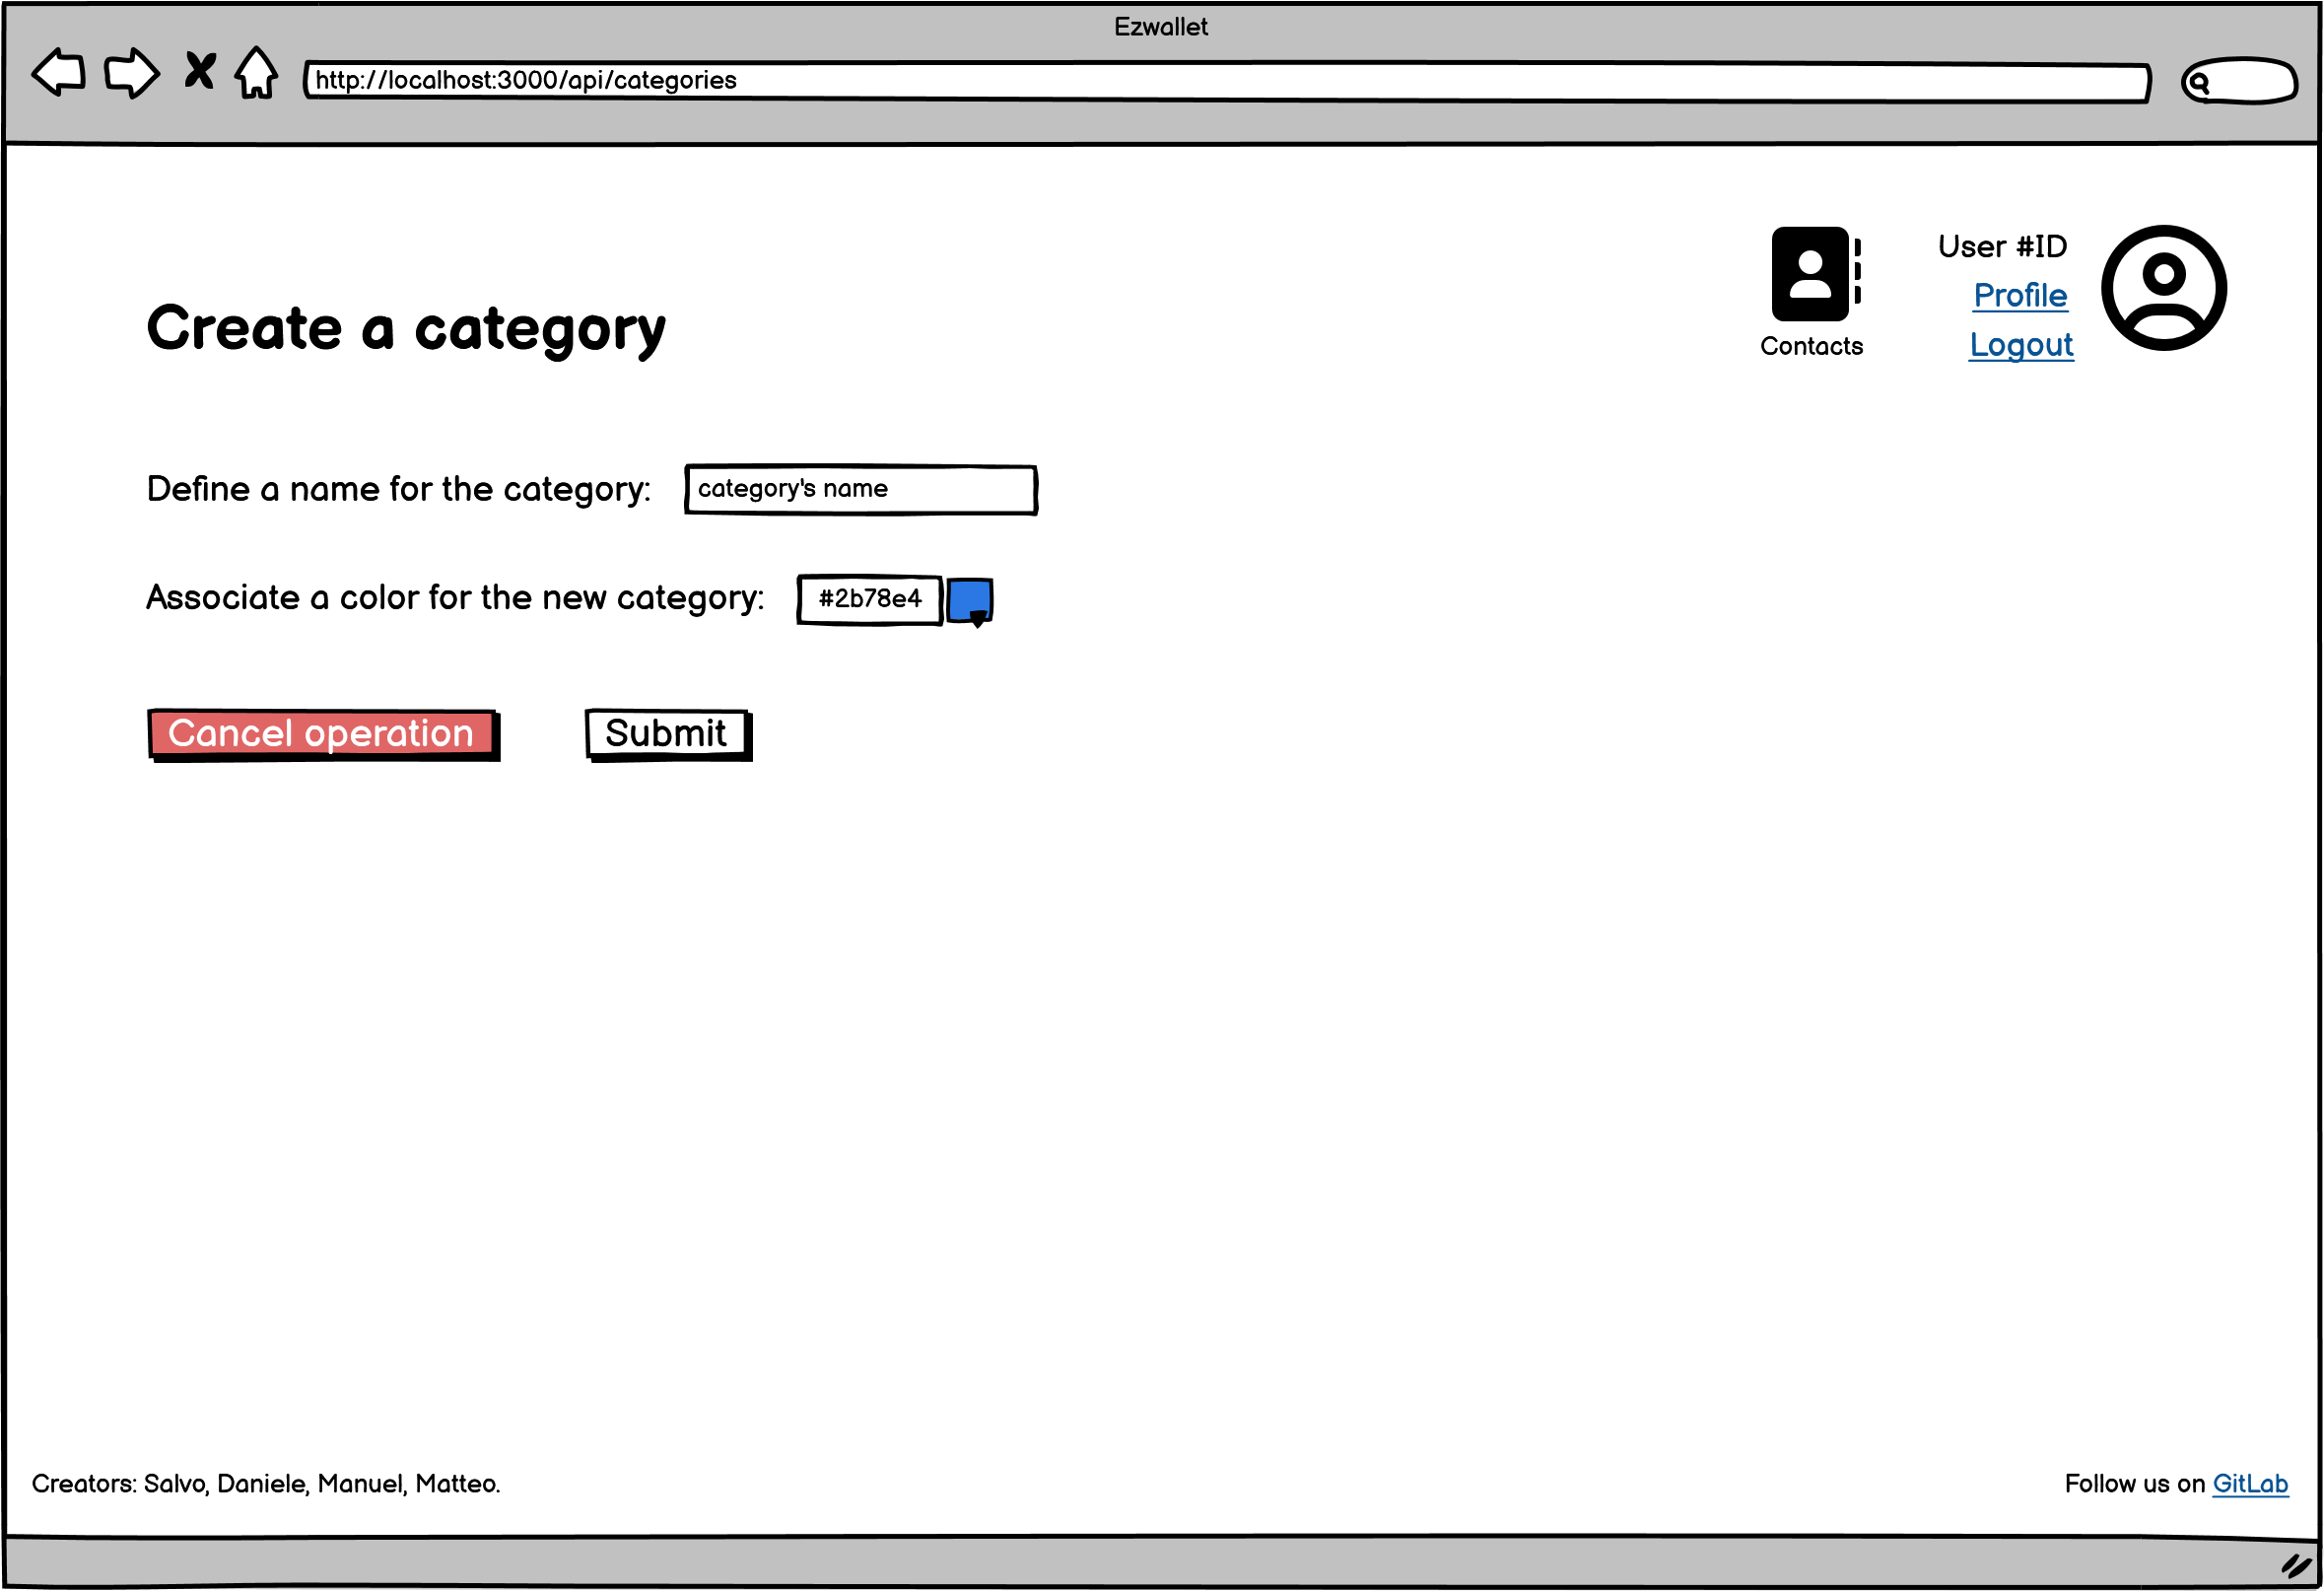 Ezwallet
http://localhost:3000/api/categories
User #ID
Profile
Logout
Contacts
Create a category
Define a name for the category: category's name
Associate a color for the new category: #2b78e4
Cancel operation Submit
Creators: Salvo, Daniele, Manuel, Matteo. Follow us on GitLab